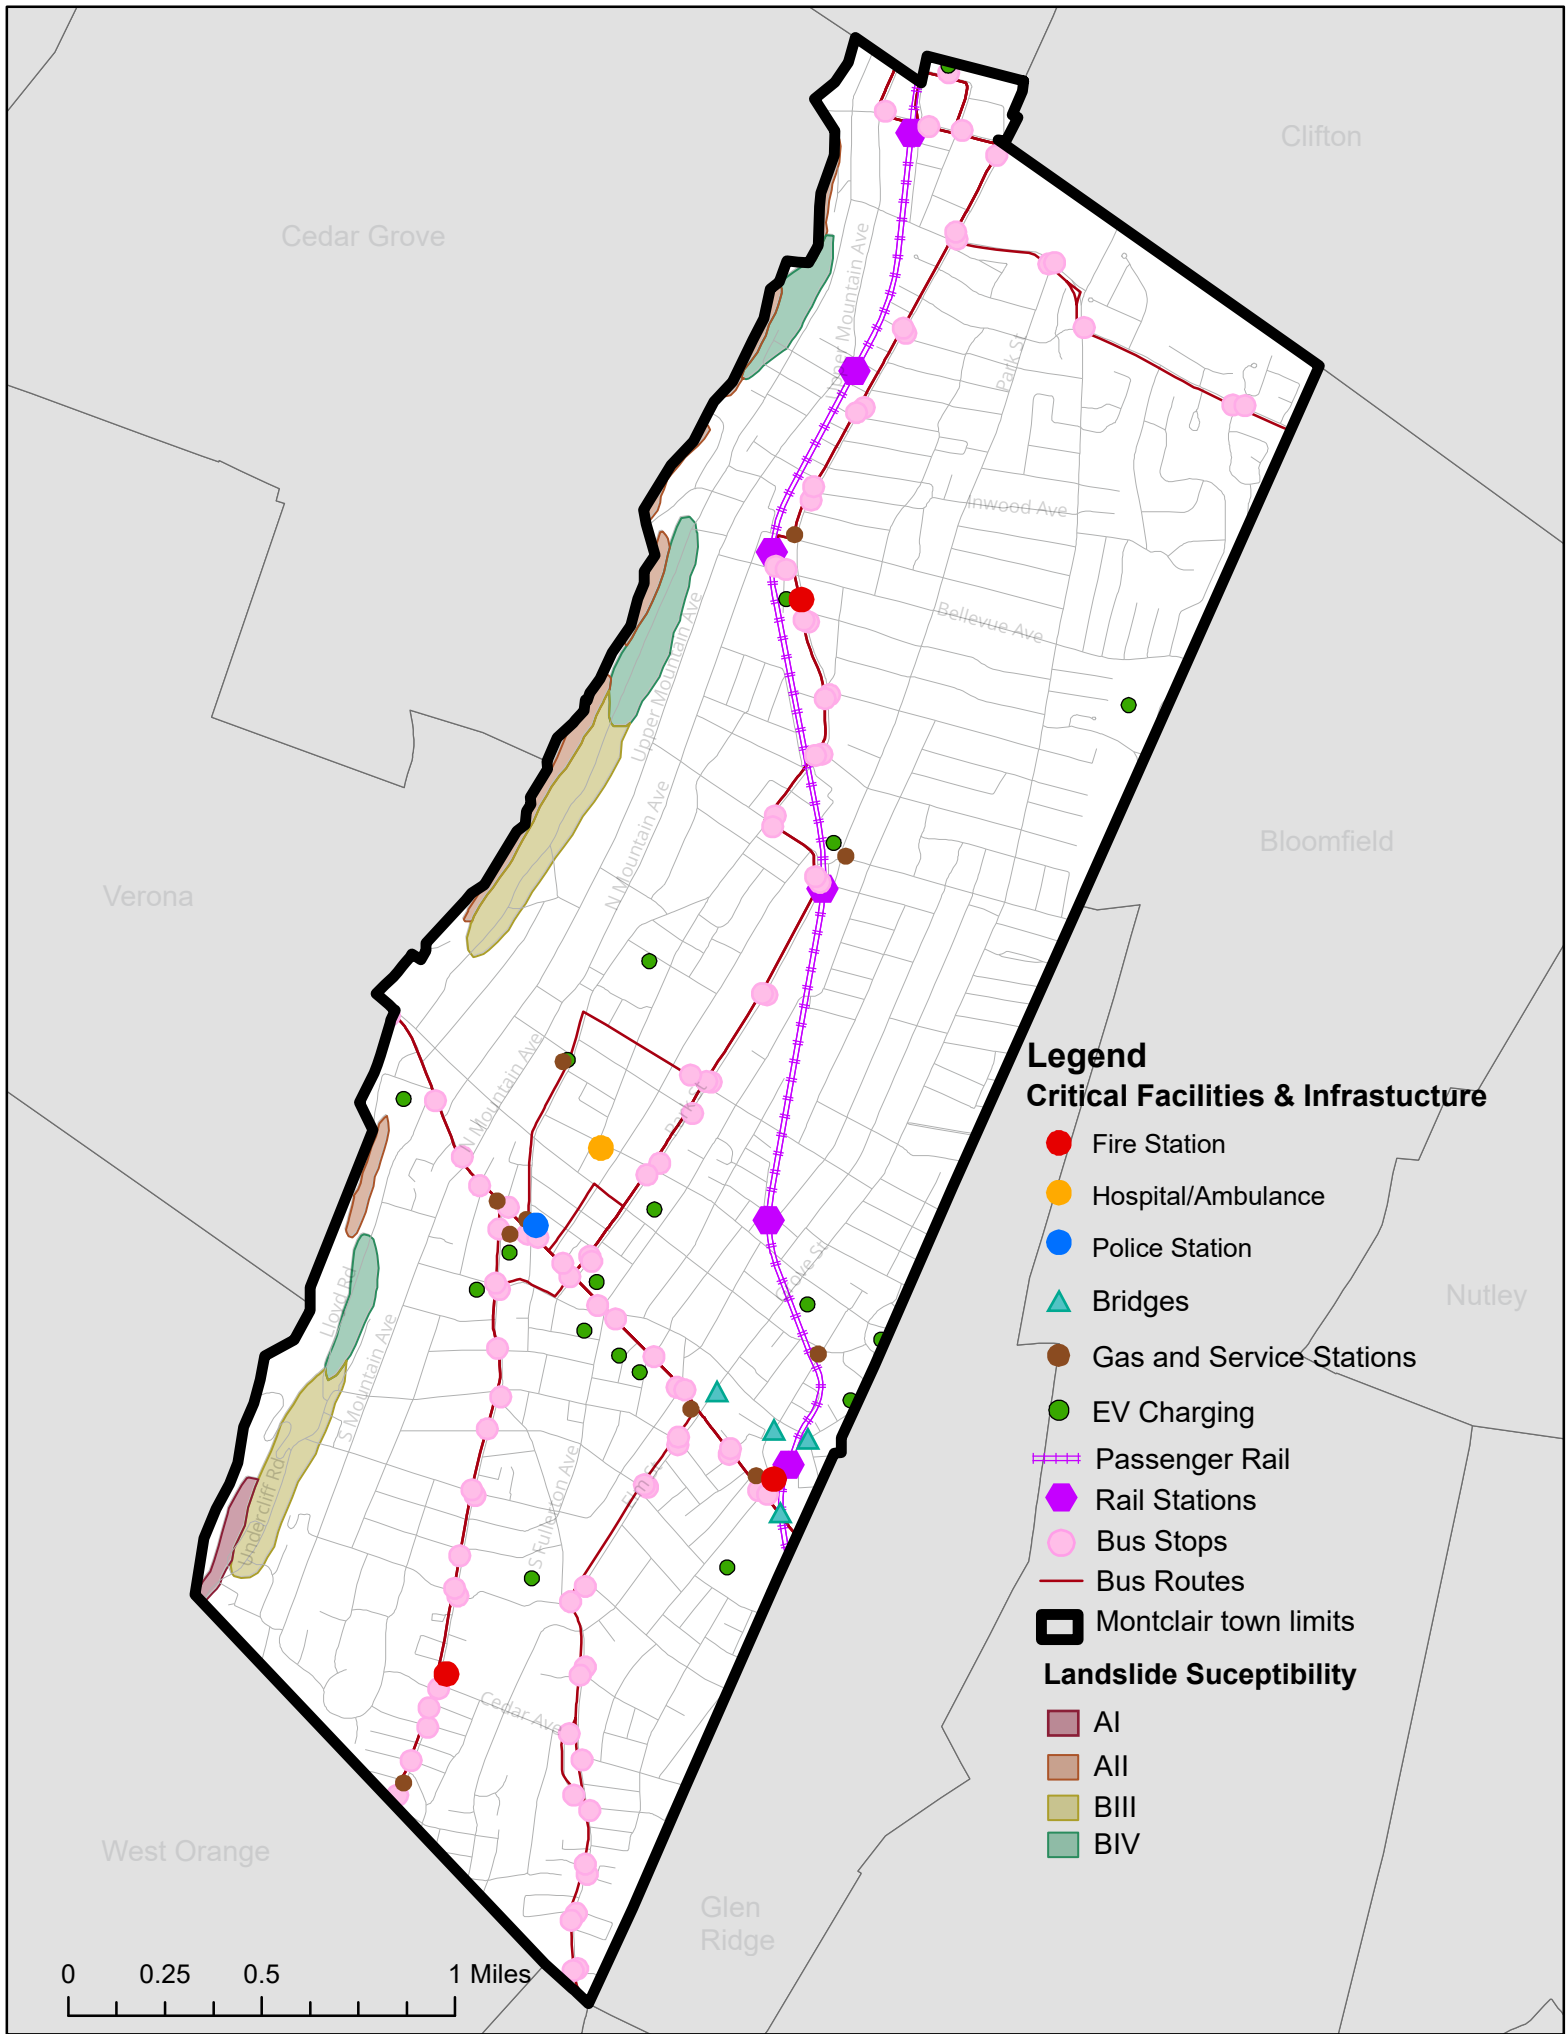 Clifton
Cedar Grove
Upper Mountain Ave
Park St
Inwood Ave
Bellevue Ave
Upper Mountain Ave
N Mountain Ave
Bloomfield
Verona
N Mountain Ave
Park St
Legend
Critical Facilities & Infrastucture
Fire Station
Hospital/Ambulance
Police Station
Bridges
Gas and Service Stations
EV Charging
Passenger Rail
Rail Stations
Bus Stops
Bus Routes
Montclair town limits
Landslide Suceptibility
AI
AII
BIII
BIV
Nutley
Lloyd Rd
S Mountain Ave
Undercliff Rd
S Fullerton Ave
Elm St
Cedar Ave
West Orange
Glen
Ridge
0 0.25 0.5 1 Miles